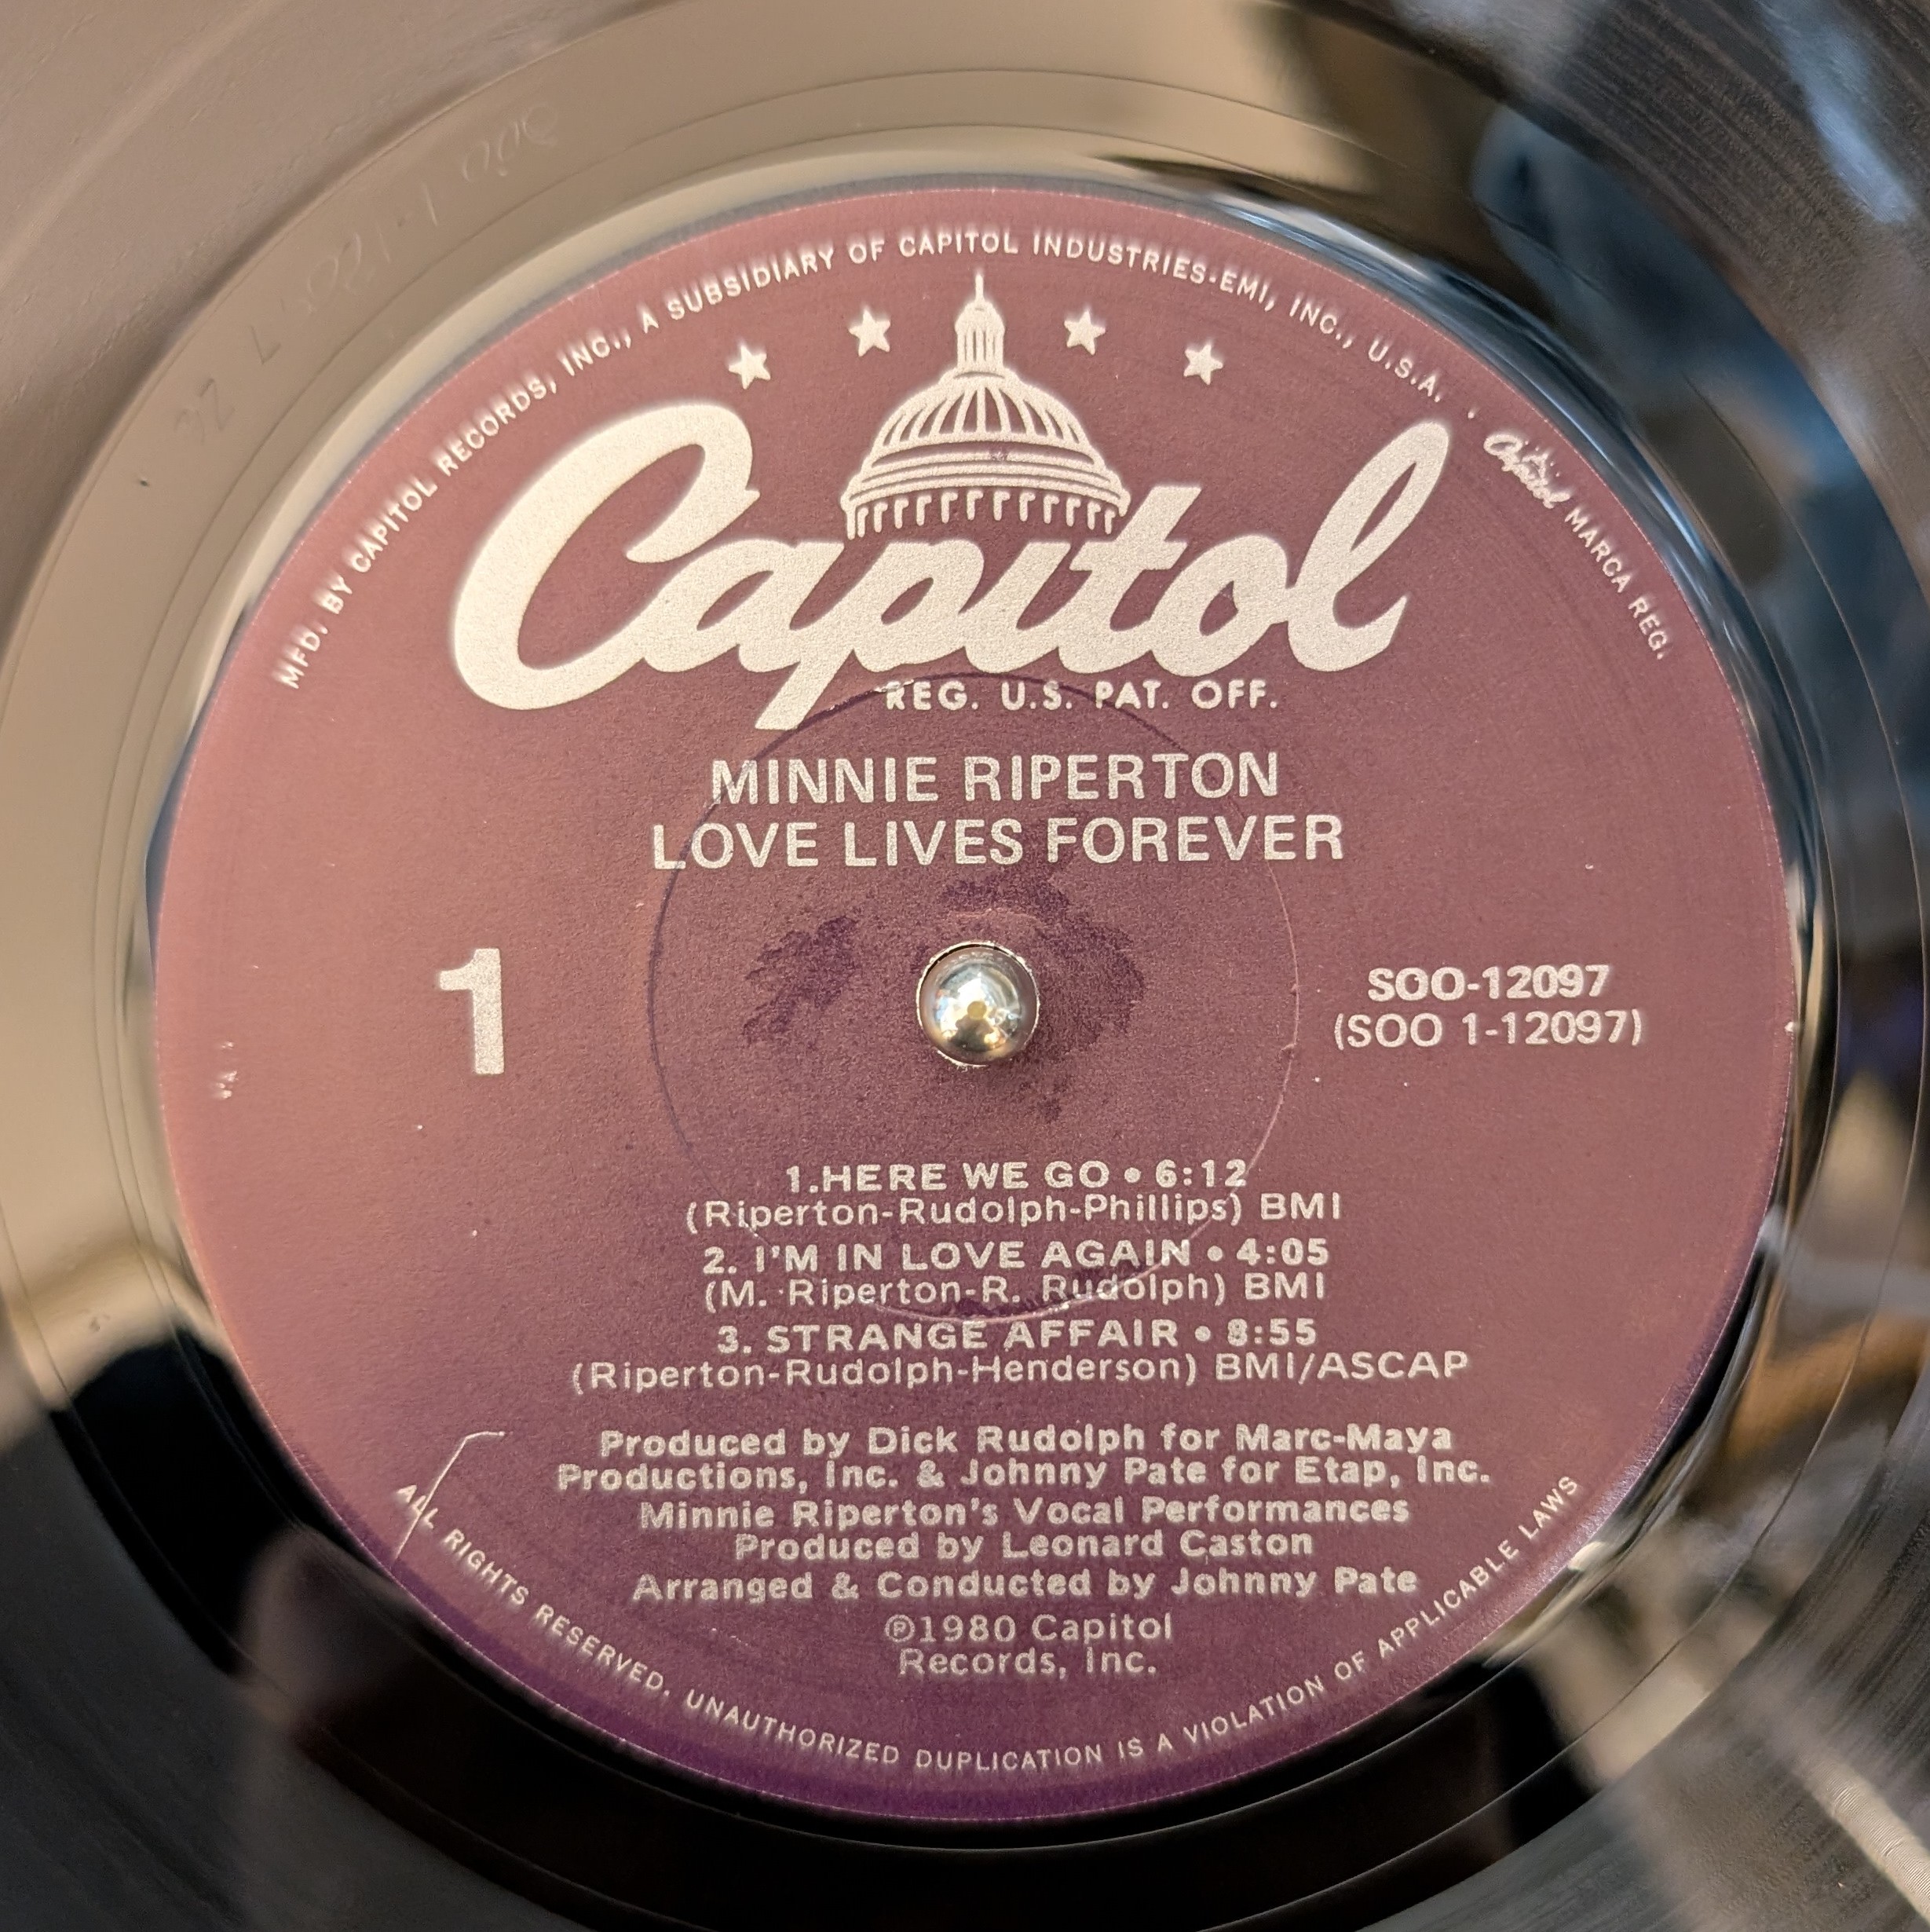 MFD. BY CAPITOL RECORDS, INC., A SUBSIDIARY OF CAPITOL INDUSTRIES-EMI, INC., U.S.A. · Capitol MARCA REG.
Capitol
REG. U.S. PAT. OFF.
MINNIE RIPERTON
LOVE LIVES FOREVER
1
SOO-12097
(SOO 1-12097)
1.HERE WE GO • 6:12
(Riperton-Rudolph-Phillips) BMI
2. I'M IN LOVE AGAIN • 4:05
(M. Riperton-R. Rudolph) BMI
3. STRANGE AFFAIR • 8:55
(Riperton-Rudolph-Henderson) BMI/ASCAP
Produced by Dick Rudolph for Marc-Maya
Productions, Inc. & Johnny Pate for Etap, Inc.
Minnie Riperton's Vocal Performances
Produced by Leonard Caston
Arranged & Conducted by Johnny Pate
℗1980 Capitol
Records, Inc.
ALL RIGHTS RESERVED. UNAUTHORIZED DUPLICATION IS A VIOLATION OF APPLICABLE LAWS